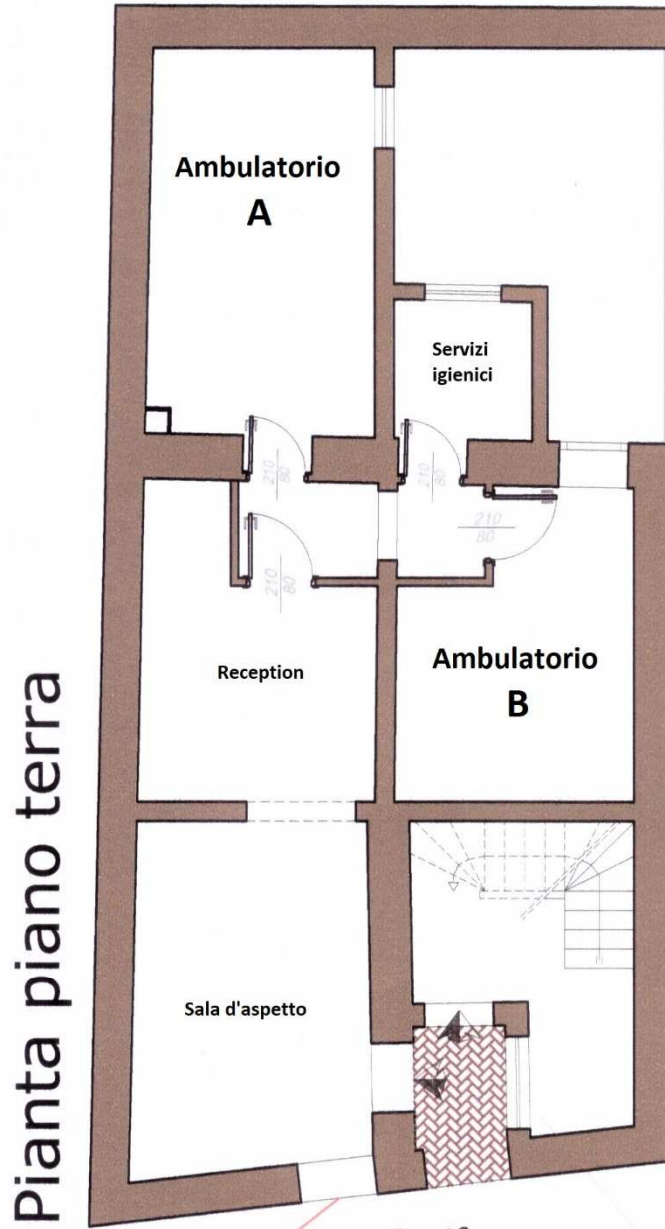 Pianta piano terra
Ambulatorio
A
Servizi
igienici
210
80
210
80
210
80
210
80
Reception
Ambulatorio
B
Sala d'aspetto